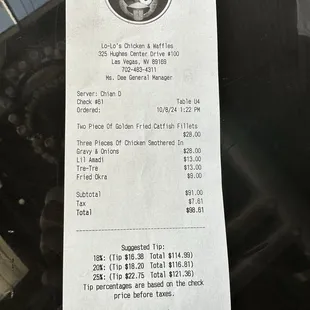 Lo-Lo's Chicken & Waffles
325 Hughes Center Drive #100
Las Vegas, NV 89169
702-483-4311
Ms. Dee General Manager
Server: Chian D
Check #61 Table U4
Ordered: 10/8/24 1:22 PM
Two Piece Of Golden Fried Catfish Fillets
$28.00
Three Pieces Of Chicken Smothered In
Gravy & Onions $28.00
Lil Amadi $13.00
Tre-Tre $13.00
Fried Okra $9.00
Subtotal $91.00
Tax $7.61
Total $98.61
Suggested Tip:
18%: (Tip $16.38 Total $114.99)
20%: (Tip $18.20 Total $116.81)
25%: (Tip $22.75 Total $121.36)
Tip percentages are based on the check
price before taxes.